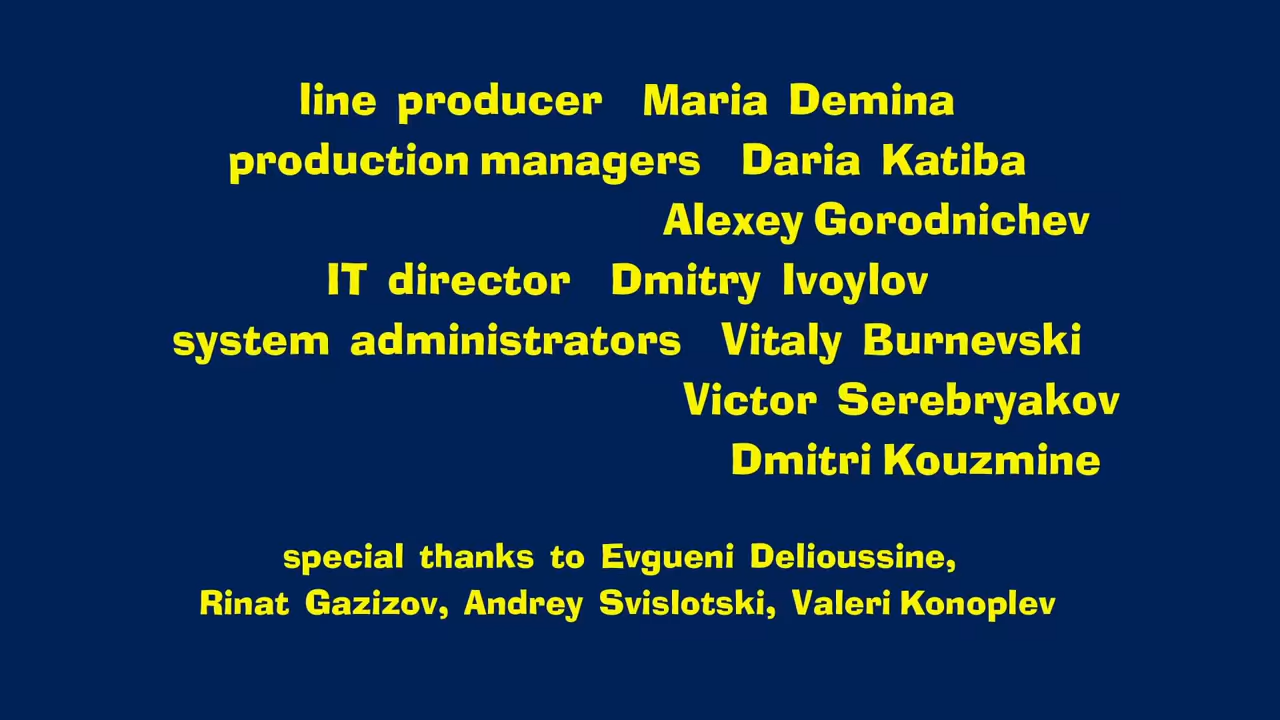 line producer Maria Demina
production managers Daria Katiba
Alexey Gorodnichev
IT director Dmitry Ivoylov
system administrators Vitaly Burnevski
Victor Serebryakov
Dmitri Kouzmine
special thanks to Evgueni Delioussine,
Rinat Gazizov, Andrey Svislotski, Valeri Konoplev